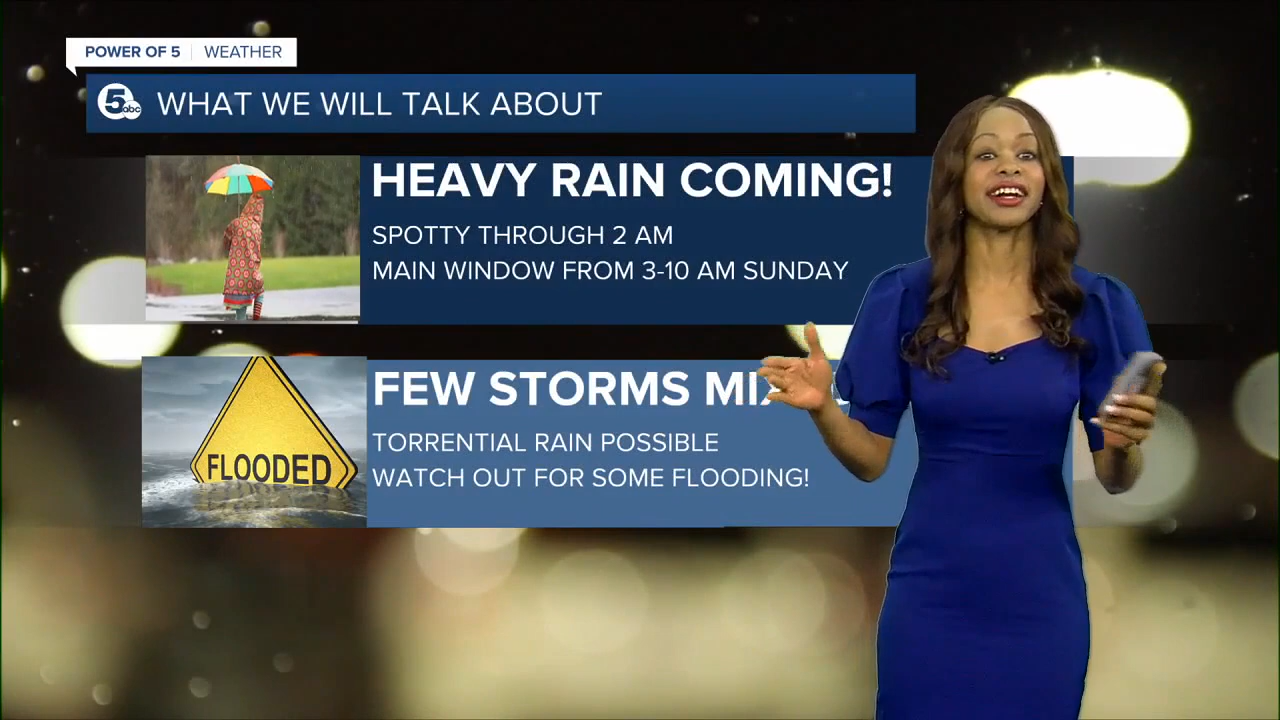 POWER OF 5 | WEATHER
5 abc WHAT WE WILL TALK ABOUT
HEAVY RAIN COMING!
SPOTTY THROUGH 2 AM
MAIN WINDOW FROM 3-10 AM SUNDAY
FEW STORMS
TORRENTIAL RAIN POSSIBLE
WATCH OUT FOR SOME FLOODING!
FLOODED